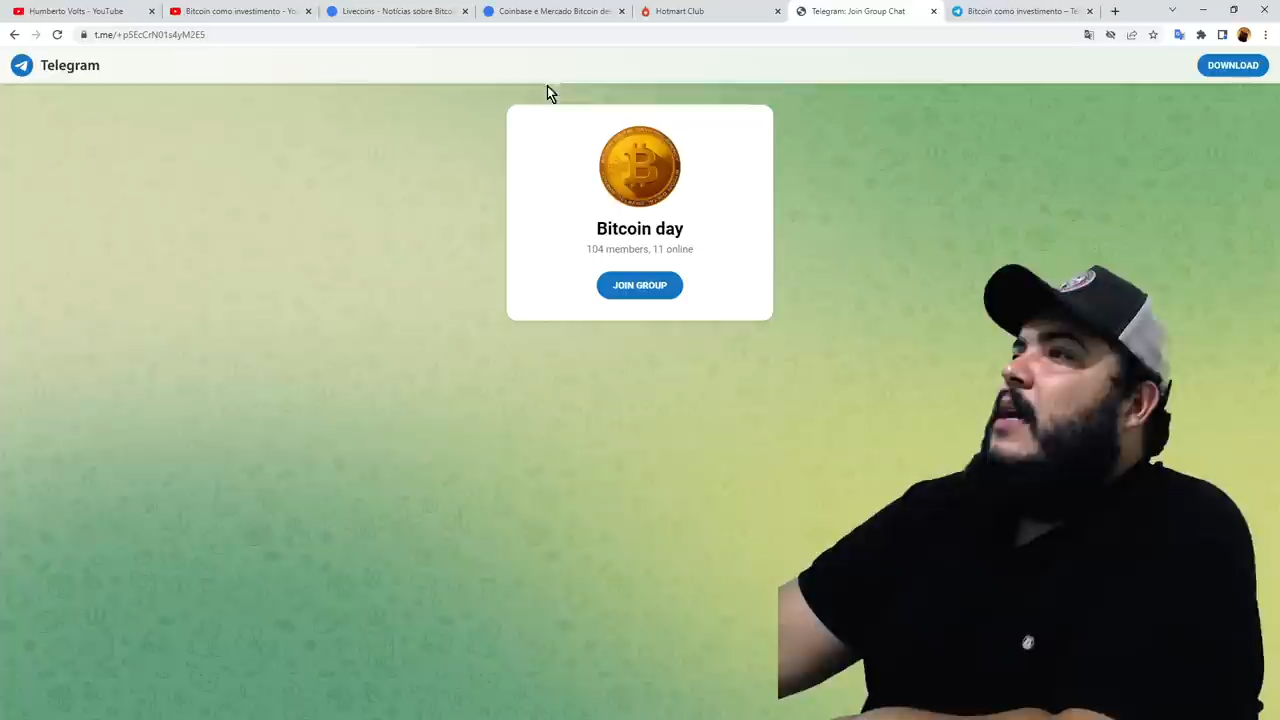 Humberto Volts - YouTube
Bitcoin como investimento - Yo
Livecoins - Notícias sobre Bitco
Coinbase e Mercado Bitcoin de
Hotmart Club
Telegram: Join Group Chat
Bitcoin como investimento – Te
t.me/+p5EcCrN01s4yM2E5
Telegram
DOWNLOAD
Bitcoin day
104 members, 11 online
JOIN GROUP